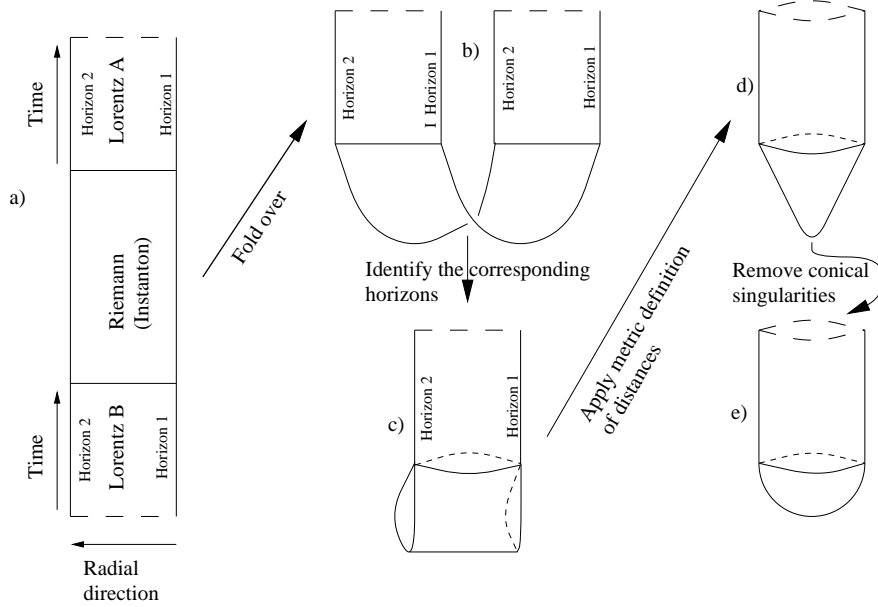 a)
Time
Horizon 2
Lorentz A
Horizon 1
Riemann
(Instanton)
Time
Horizon 2
Lorentz B
Horizon 1
Radial
direction
Fold over
b)
Horizon 2
I Horizon 1
Horizon 2
Horizon 1
Identify the corresponding
horizons
c)
Horizon 2
Horizon 1
Apply metric definition
of distances
d)
Remove conical
singularities
e)